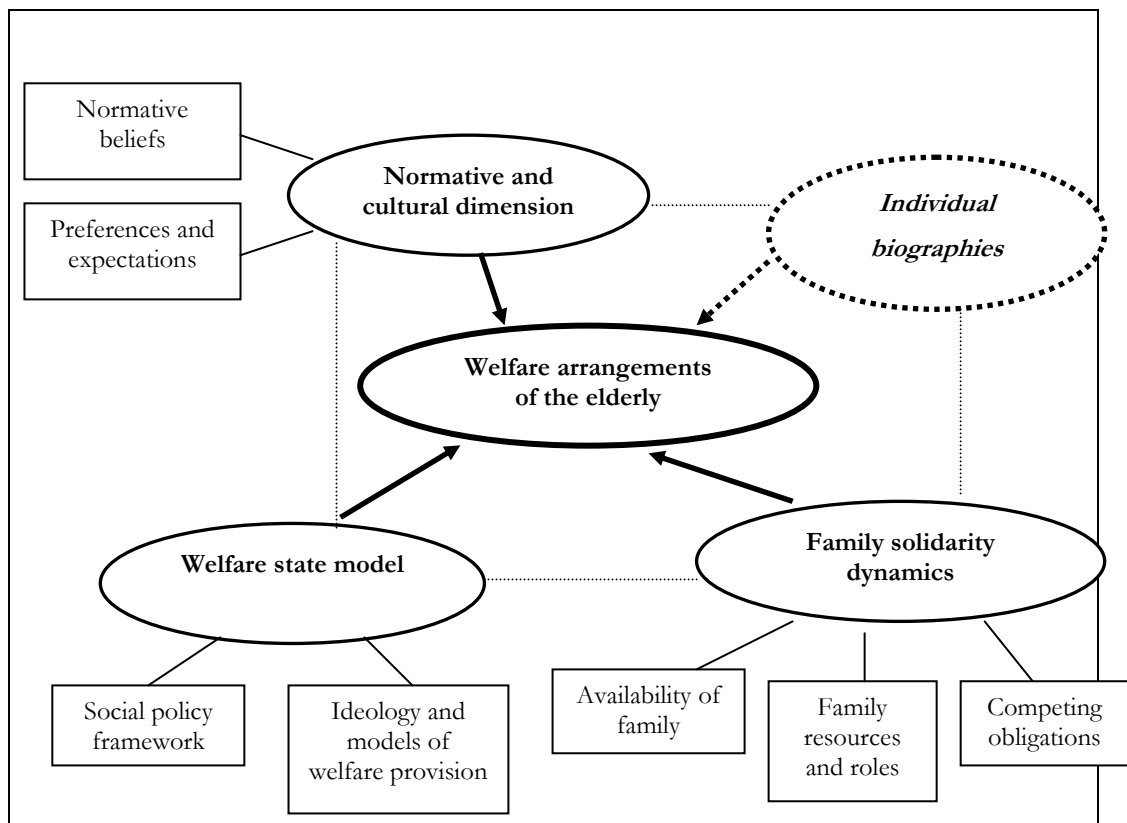 Normative
beliefs
Preferences and
expectations
Normative and
cultural dimension
Individual
biographies
Welfare arrangements
of the elderly
Welfare state model
Family solidarity
dynamics
Social policy
framework
Ideology and
models of
welfare provision
Availability of
family
Family
resources
and roles
Competing
obligations